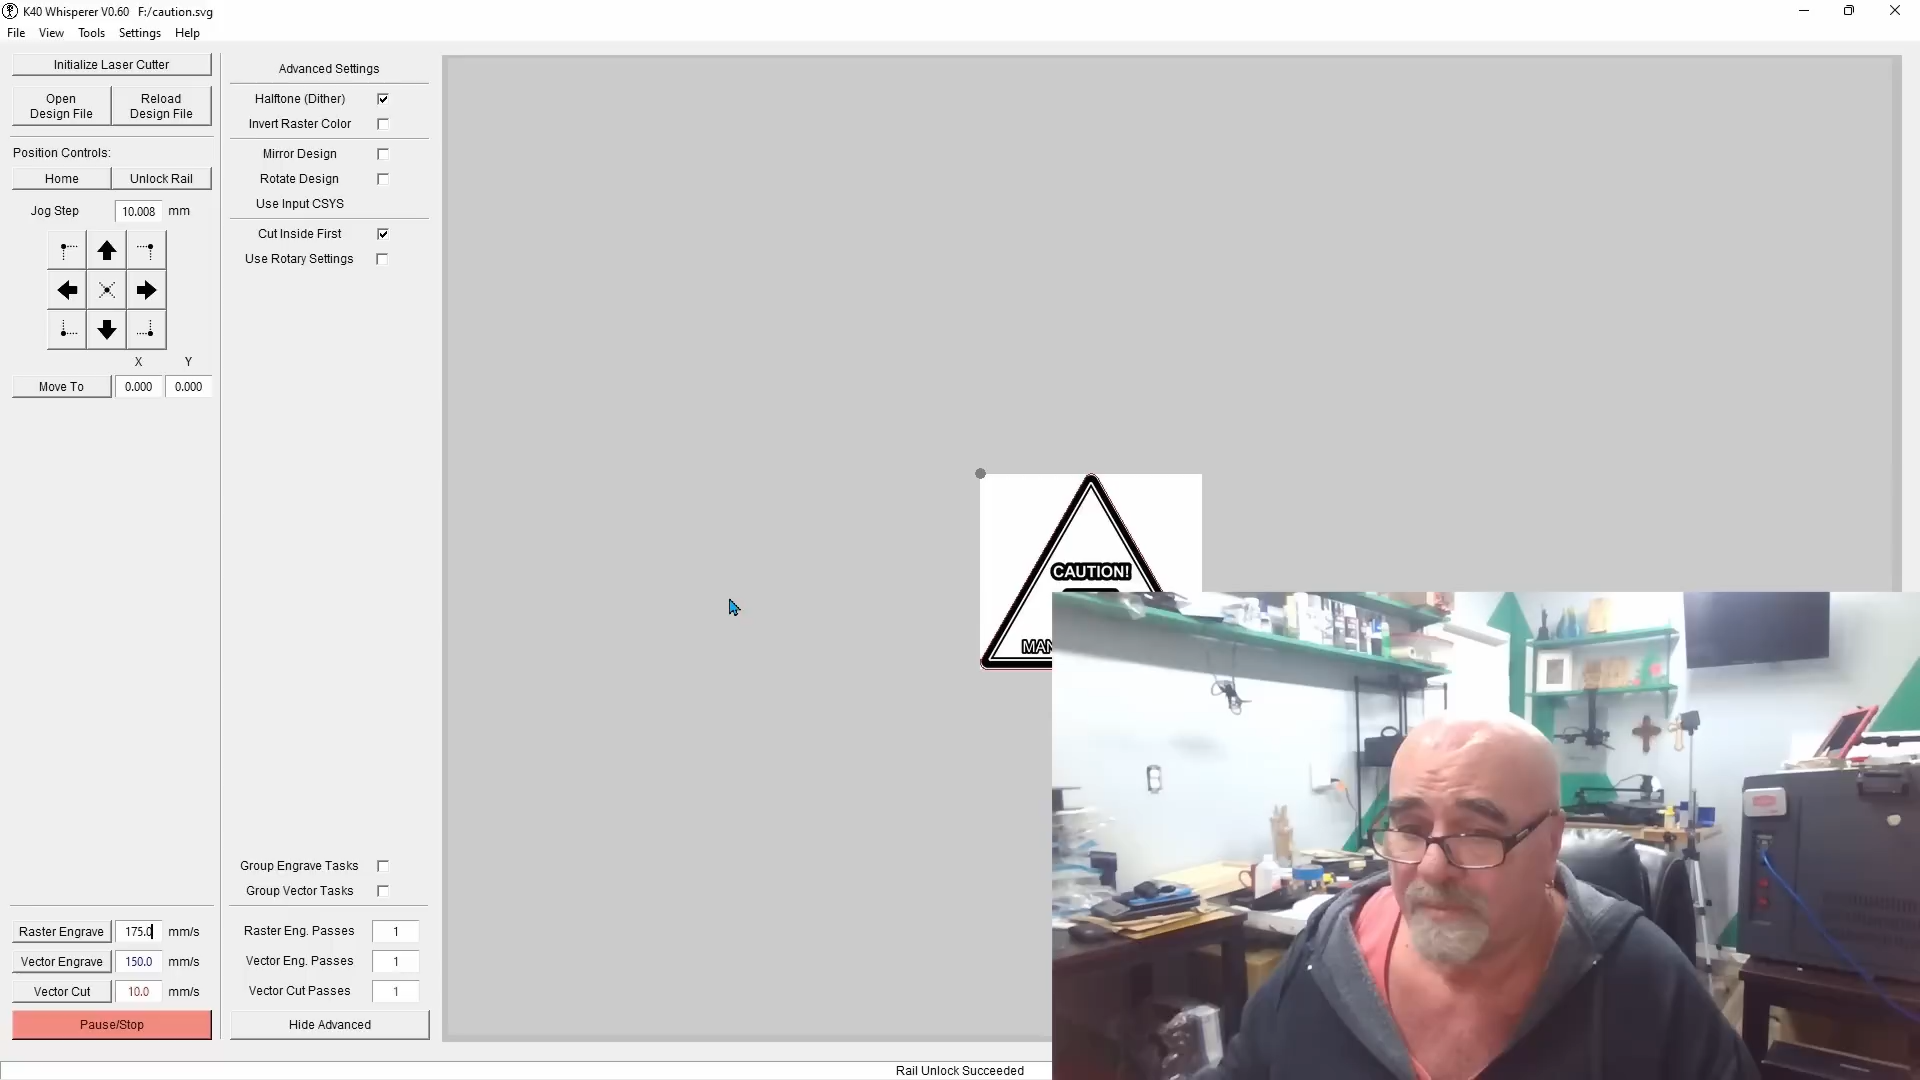 K40 Whisperer V0.60   F:/caution.svg
File View Tools Settings Help
Initialize Laser Cutter
Open
Design File
Reload
Design File
Position Controls:
Home
Unlock Rail
Jog Step 10.008 mm
X Y
Move To 0.000 0.000
Raster Engrave 175.0 mm/s
Vector Engrave 150.0 mm/s
Vector Cut 10.0 mm/s
Pause/Stop
Advanced Settings
Halftone (Dither)
Invert Raster Color
Mirror Design
Rotate Design
Use Input CSYS
Cut Inside First
Use Rotary Settings
Group Engrave Tasks
Group Vector Tasks
Raster Eng. Passes 1
Vector Eng. Passes 1
Vector Cut Passes 1
Hide Advanced
CAUTION!
MAN
Rail Unlock Succeeded